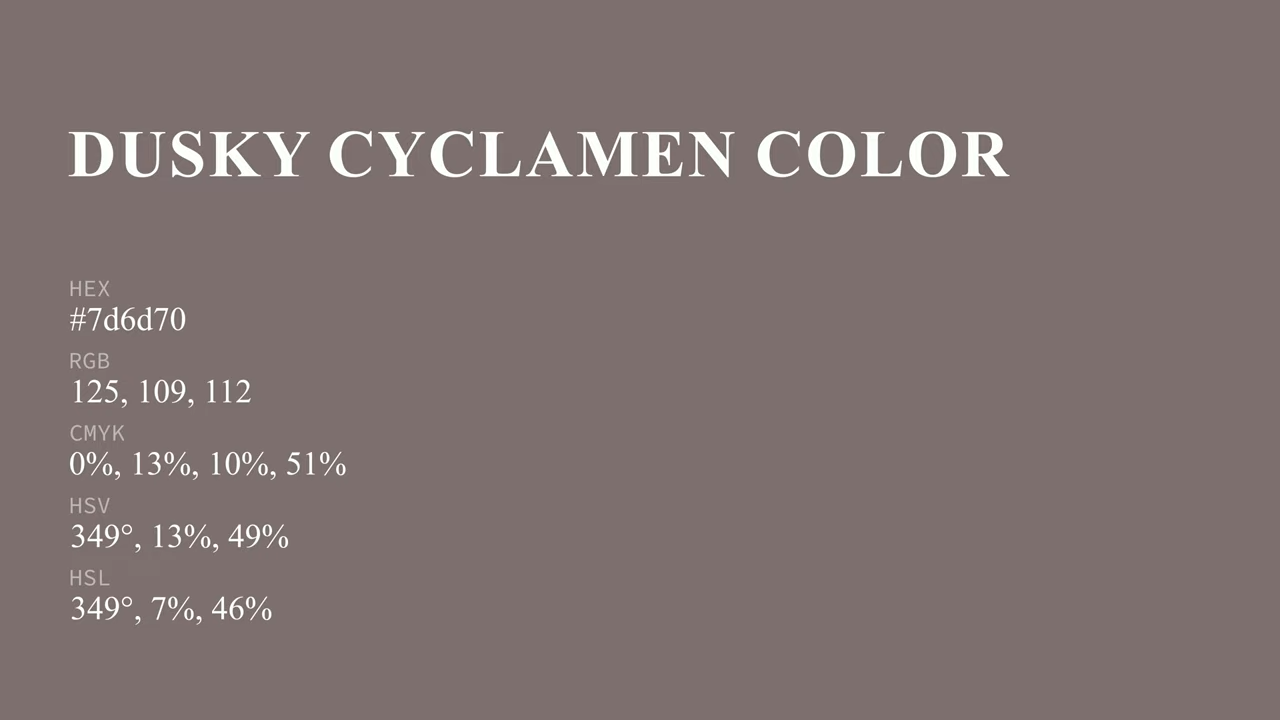 DUSKY CYCLAMEN COLOR
HEX
#7d6d70
RGB
125, 109, 112
CMYK
0%, 13%, 10%, 51%
HSV
349°, 13%, 49%
HSL
349°, 7%, 46%